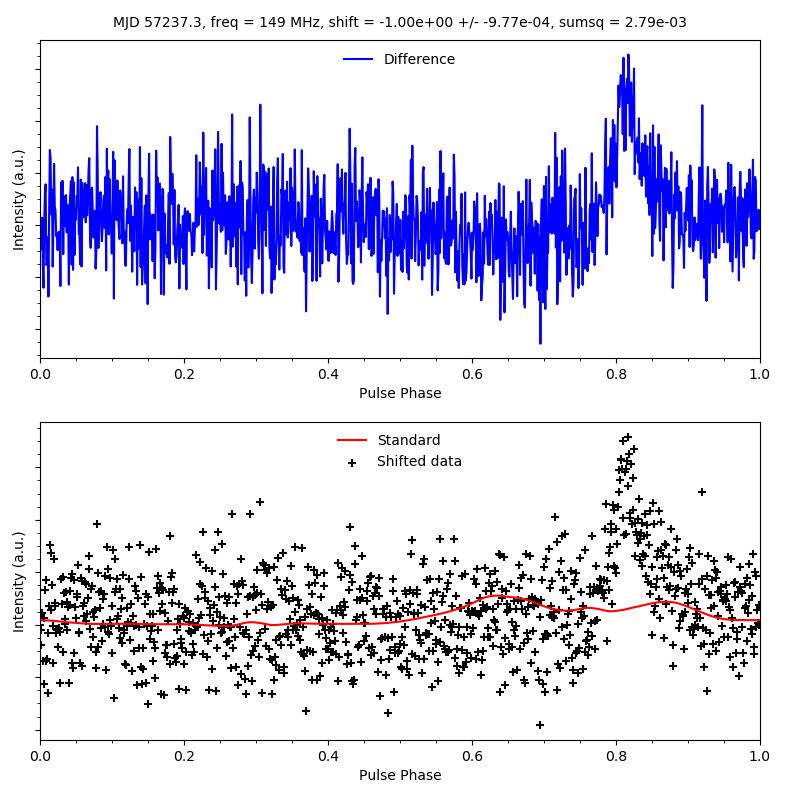 MJD 57237.3, freq = 149 MHz, shift = -1.00e+00 +/- -9.77e-04, sumsq = 2.79e-03
Difference
Intensity (a.u.)
0.0 0.2 0.4 0.6 0.8 1.0
Pulse Phase
Standard
Shifted data
Intensity (a.u.)
0.0 0.2 0.4 0.6 0.8 1.0
Pulse Phase